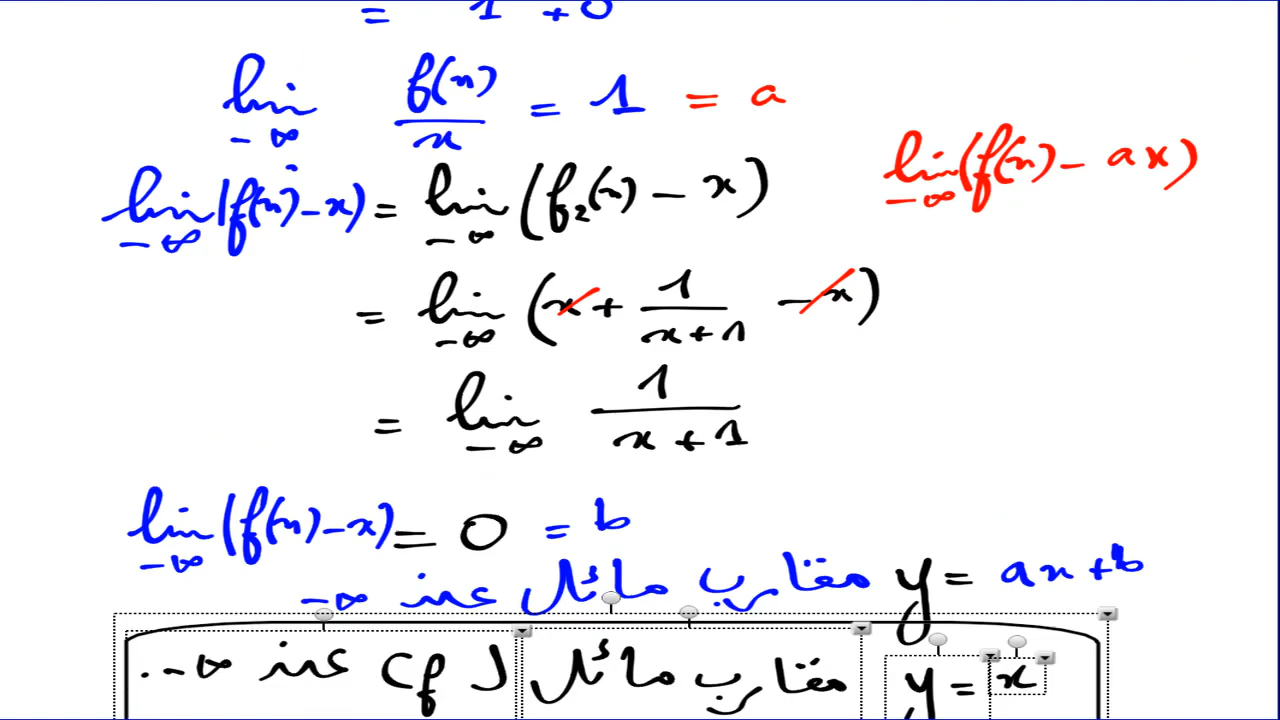 = 1 + 0
lim f(x)/x = 1 = a
-∞
lim (f(x) - ax)
-∞
lim (f(x) - x) = lim (f₂(x) - x)
-∞ -∞
= lim (x + 1/(x+1) - x)
-∞
= lim 1/(x+1)
-∞
lim (f(x) - x) = 0 = b
-∞
y = ax + b مقارب مائل عند -∞
y = x مقارب مائل ل Cf عند -∞.